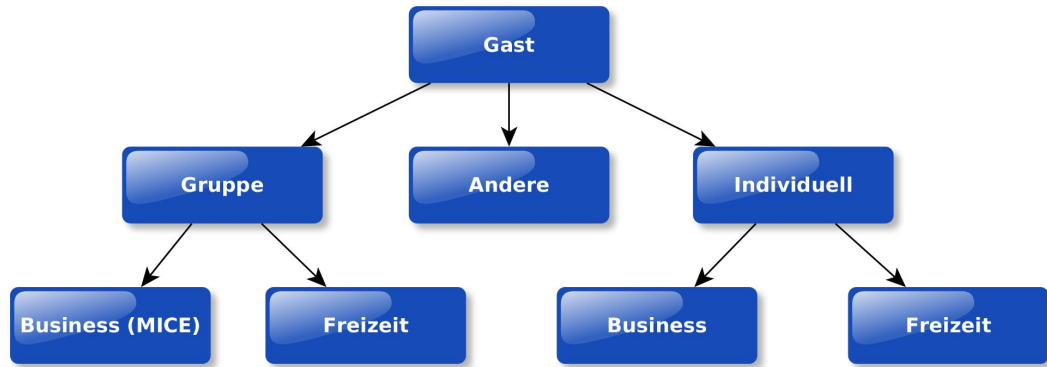 Gast
Gruppe
Andere
Individuell
Business (MICE)
Freizeit
Business
Freizeit